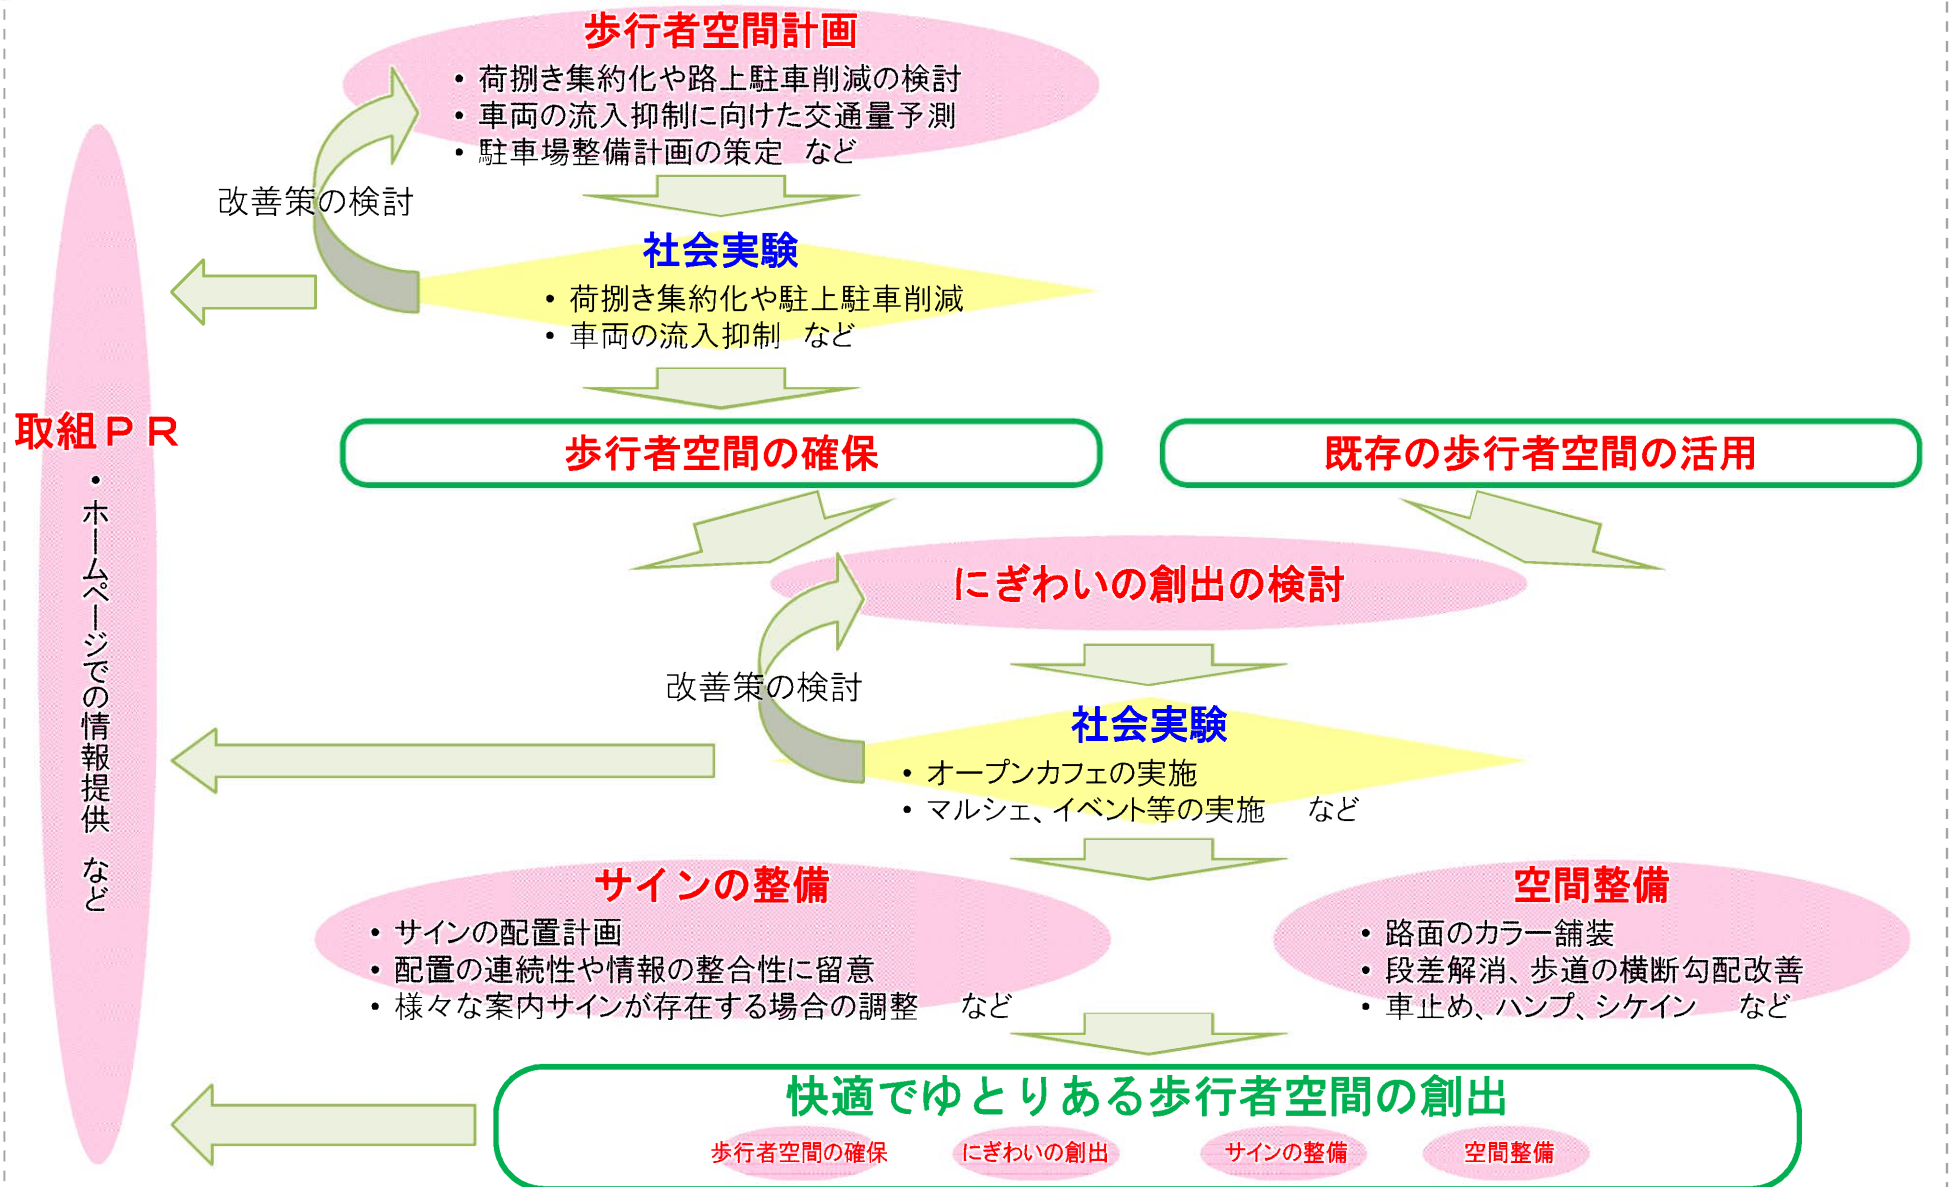 歩行者空間計画
• 荷捌き集約化や路上駐車削減の検討
• 車両の流入抑制に向けた交通量予測
• 駐車場整備計画の策定　など
改善策の検討
社会実験
• 荷捌き集約化や駐上駐車削減
• 車両の流入抑制　など
取組ＰＲ
・ホームページでの情報提供　など
歩行者空間の確保
既存の歩行者空間の活用
にぎわいの創出の検討
改善策の検討
社会実験
• オープンカフェの実施
• マルシェ、イベント等の実施　など
サインの整備
• サインの配置計画
• 配置の連続性や情報の整合性に留意
• 様々な案内サインが存在する場合の調整　など
空間整備
• 路面のカラー舗装
• 段差解消、歩道の横断勾配改善
• 車止め、ハンプ、シケイン　など
快適でゆとりある歩行者空間の創出
歩行者空間の確保
にぎわいの創出
サインの整備
空間整備